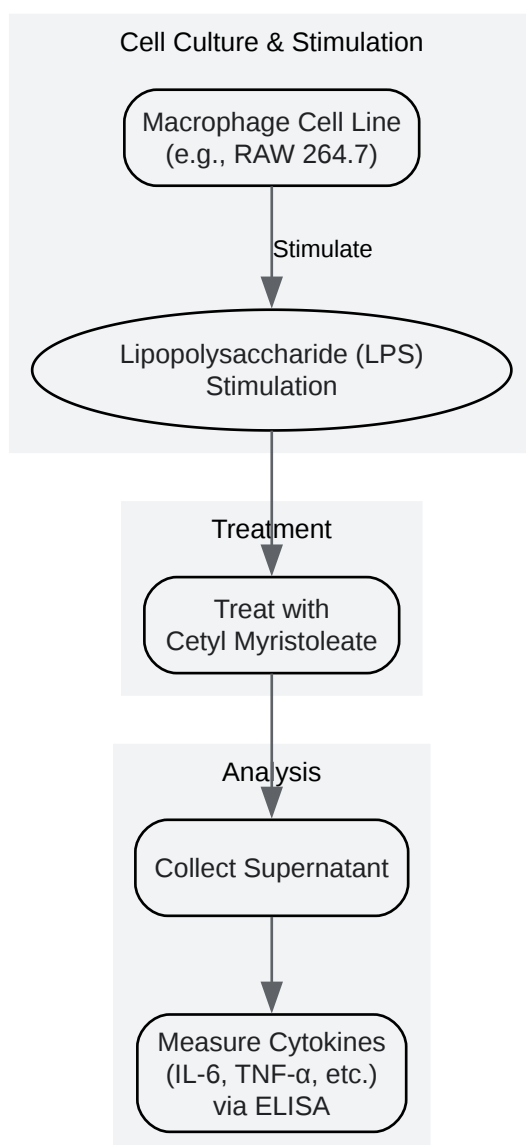 Cell Culture & Stimulation
Macrophage Cell Line
(e.g., RAW 264.7)
Stimulate
Lipopolysaccharide (LPS)
Stimulation
Treatment
Treat with
Cetyl Myristoleate
Analysis
Collect Supernatant
Measure Cytokines
(IL-6, TNF-α, etc.)
via ELISA